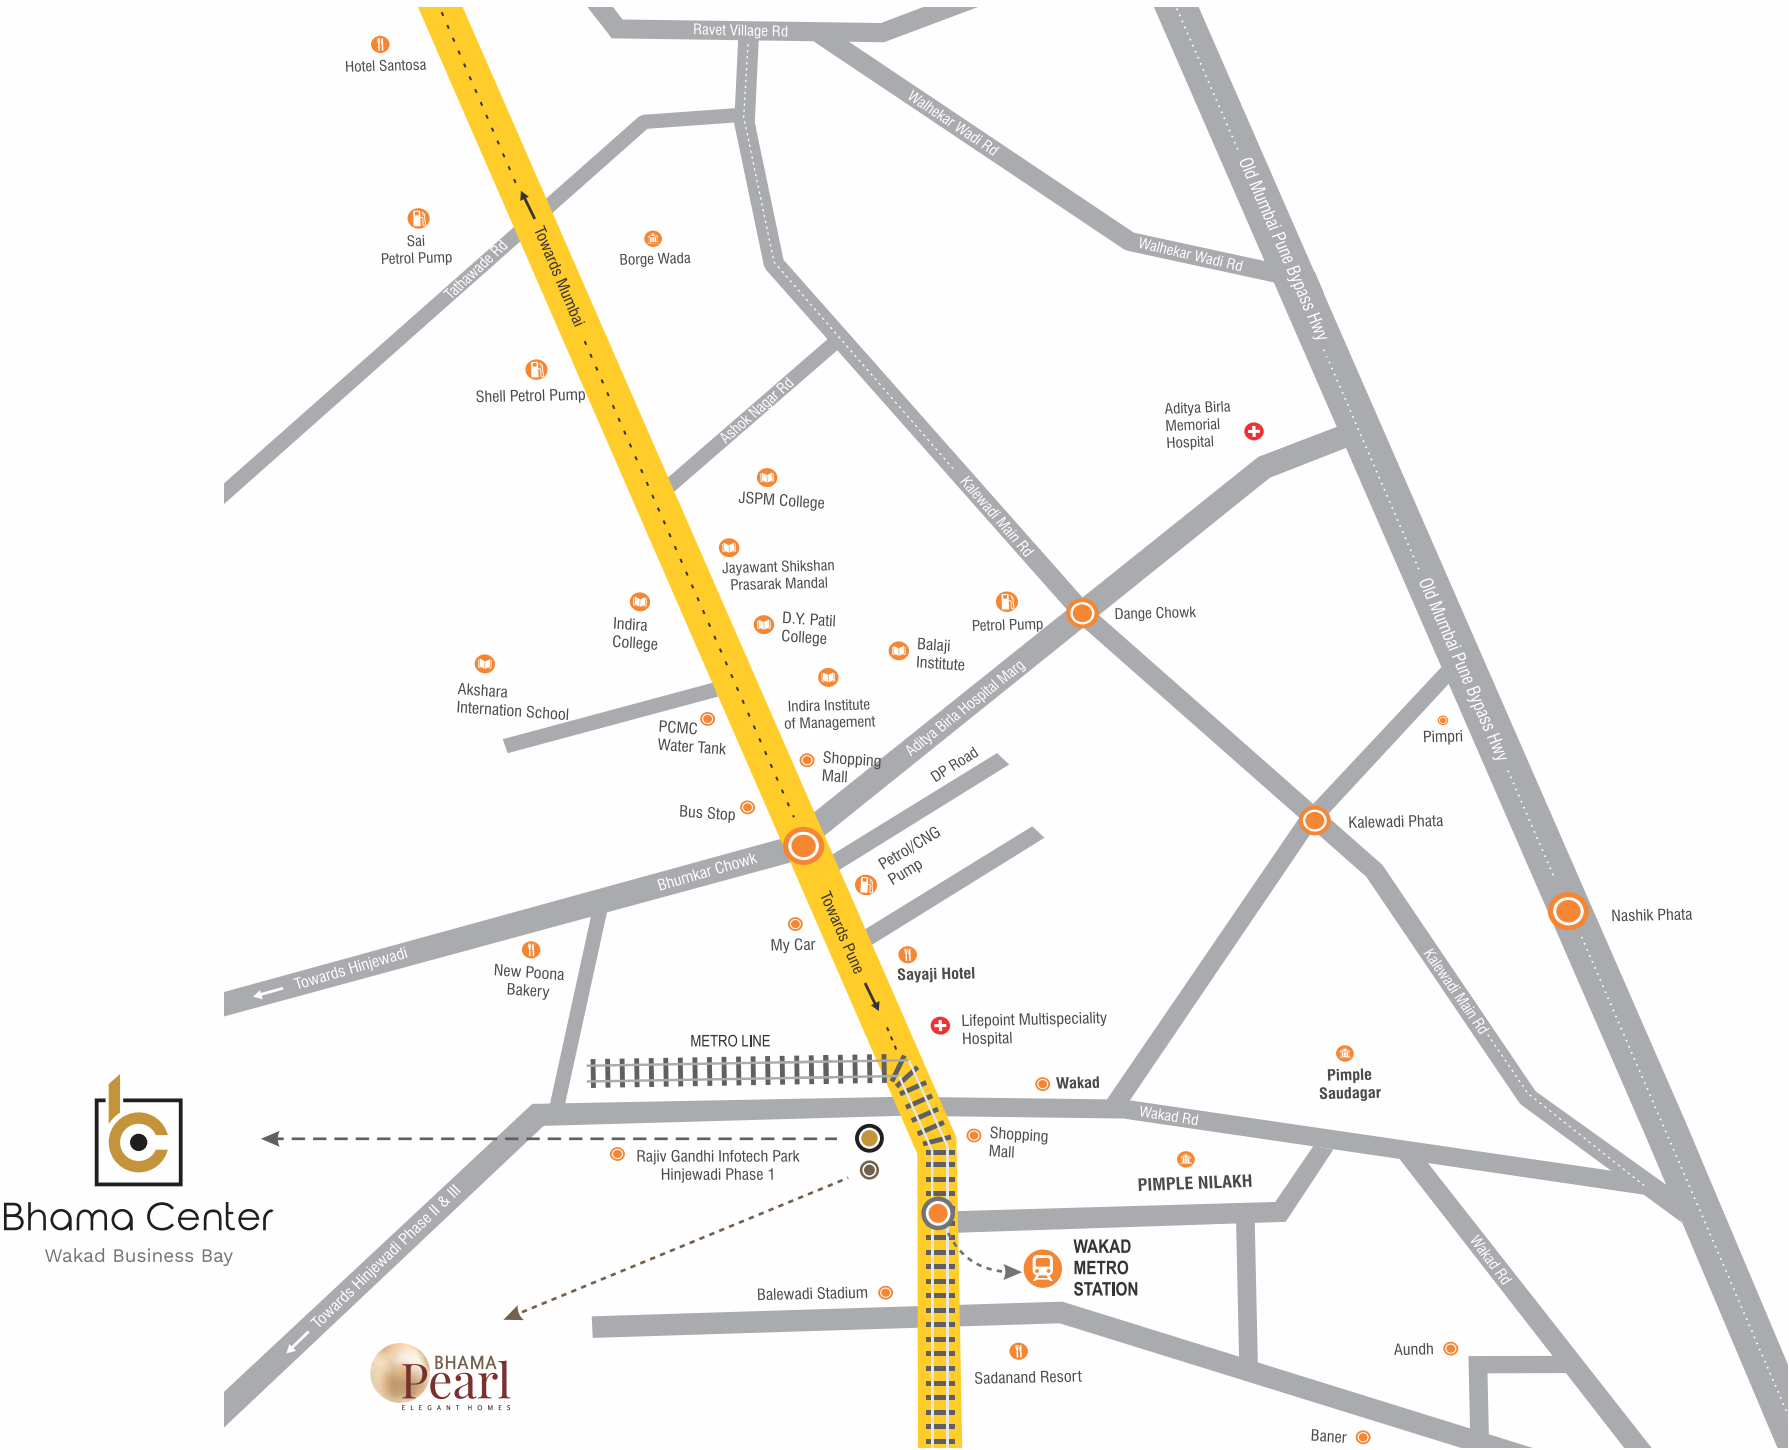 Ravet Village Rd
Hotel Santosa
Walhekar Wadi Rd
Old Mumbai Pune Bypass Hwy
Sai
Petrol Pump
Tathawade Rd
Towards Mumbai
Borge Wada
Walhekar Wadi Rd
Shell Petrol Pump
Ashok Nagar Rd
Aditya Birla
Memorial
Hospital
JSPM College
Kalewadi Main Rd
Jayawant Shikshan
Prasarak Mandal
Indira
College
D.Y. Patil
College
Petrol Pump
Dange Chowk
Balaji
Institute
Old Mumbai Pune Bypass Hwy
Akshara
Internation School
Indira Institute
of Management
Aditya Birla Hospital Marg
PCMC
Water Tank
Pimpri
Shopping
Mall
DP Road
Bus Stop
Kalewadi Phata
Petrol/CNG
Pump
Bhumkar Chowk
Nashik Phata
Towards Pune
My Car
Towards Hinjewadi
New Poona
Bakery
Sayaji Hotel
Kalewadi Main Rd
Lifepoint Multispeciality
Hospital
METRO LINE
Wakad
Pimple
Saudagar
Wakad Rd
Shopping
Mall
Rajiv Gandhi Infotech Park
Hinjewadi Phase 1
PIMPLE NILAKH
bc
Bhama Center
Wakad Business Bay
Towards Hinjewadi Phase II & III
WAKAD
METRO
STATION
Wakad Rd
Balewadi Stadium
Aundh
Sadanand Resort
BHAMA
Pearl
ELEGANT HOMES
Baner